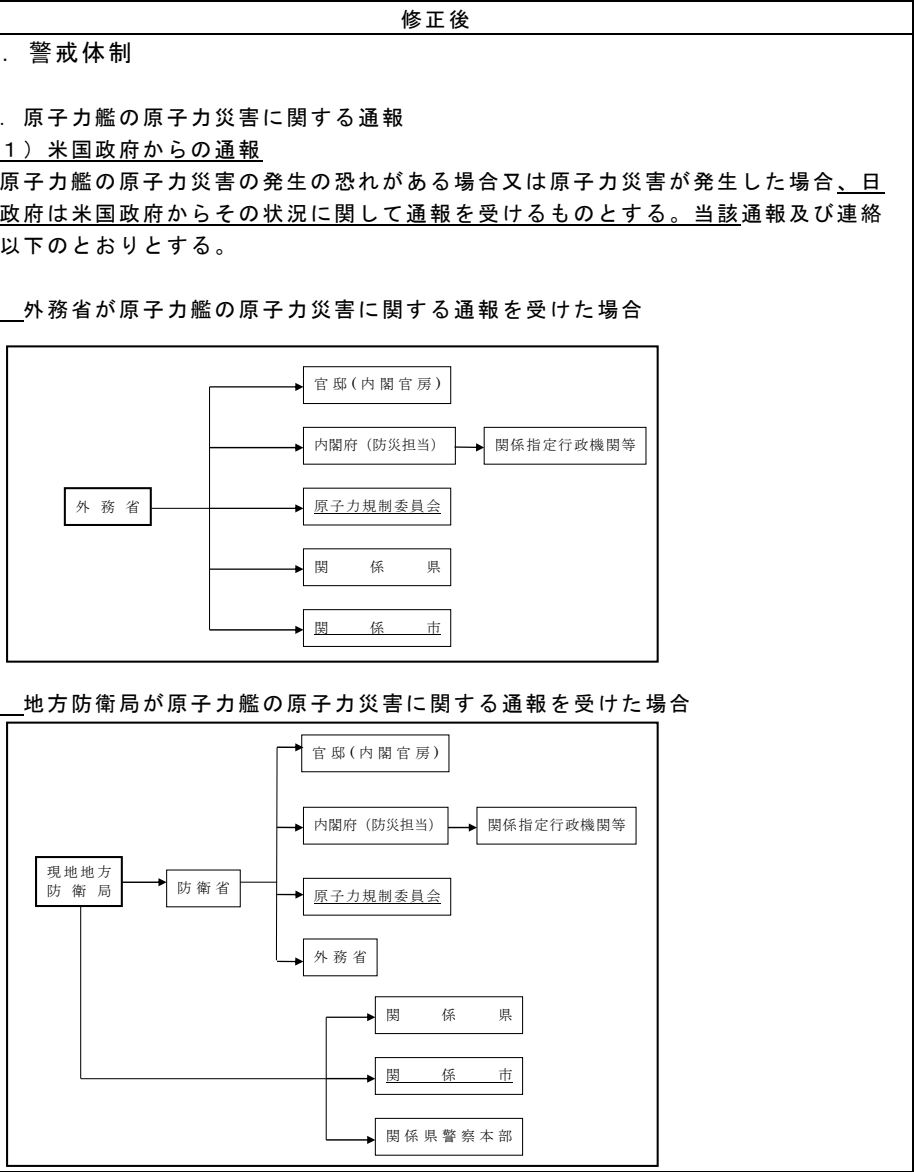 修正後
．警戒体制
．原子力艦の原子力災害に関する通報
１）米国政府からの通報
原子力艦の原子力災害の発生の恐れがある場合又は原子力災害が発生した場合、日
政府は米国政府からその状況に関して通報を受けるものとする。当該通報及び連絡
以下のとおりとする。
外務省が原子力艦の原子力災害に関する通報を受けた場合
官邸(内閣官房)
内閣府（防災担当）
関係指定行政機関等
外務省
原子力規制委員会
関係県
関係市
地方防衛局が原子力艦の原子力災害に関する通報を受けた場合
官邸(内閣官房)
内閣府（防災担当）
関係指定行政機関等
現地地方
防衛局
防衛省
原子力規制委員会
外務省
関係県
関係市
関係県警察本部